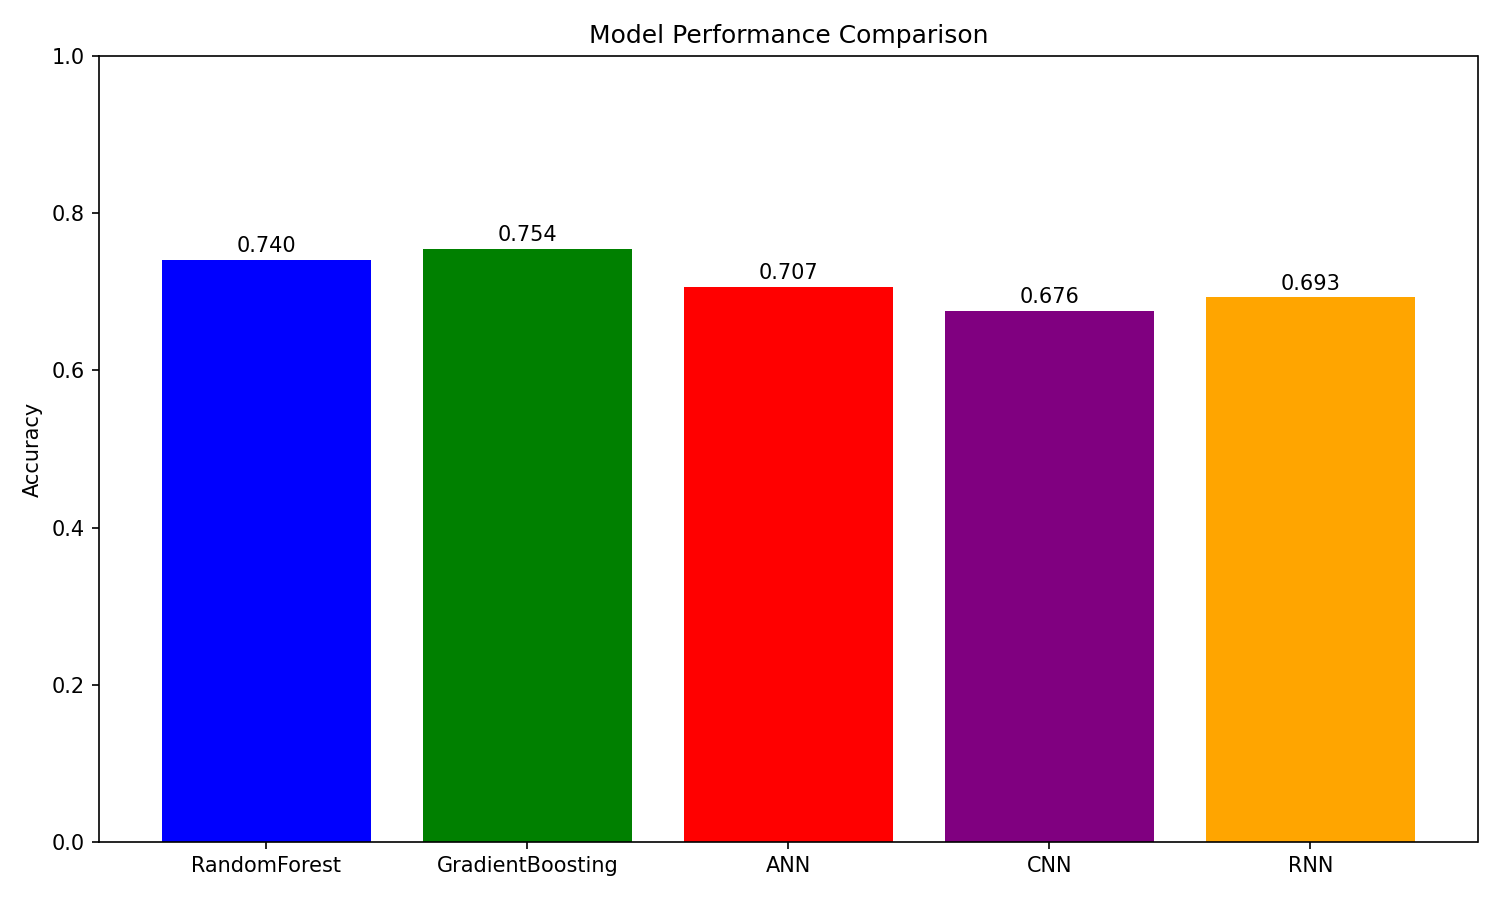 Model Performance Comparison
1.0
0.8
0.6
0.4
0.2
0.0
Accuracy
0.740
0.754
0.707
0.676
0.693
RandomForest
GradientBoosting
ANN
CNN
RNN